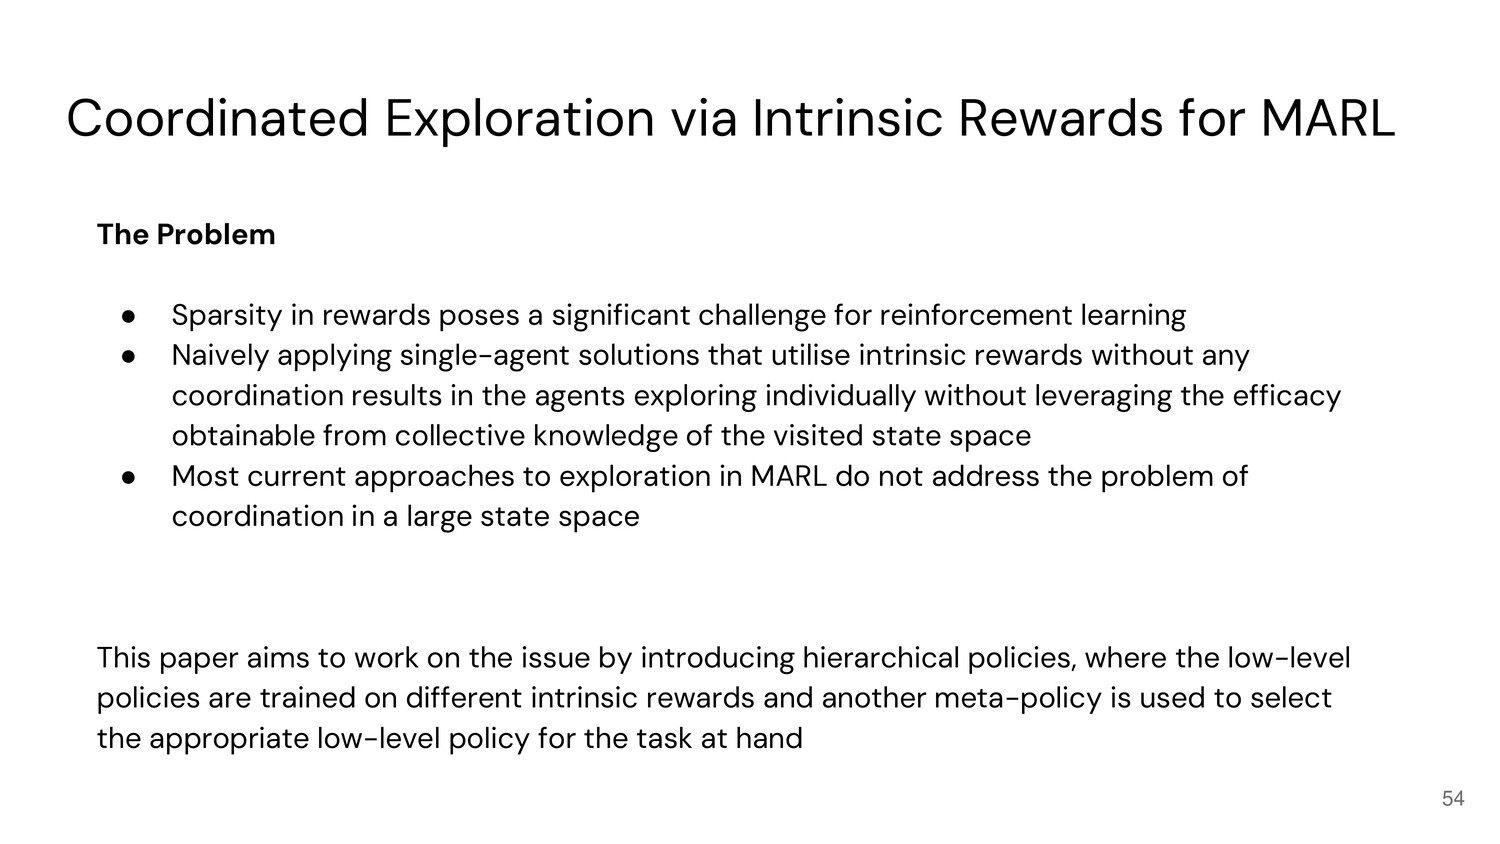 Coordinated Exploration via Intrinsic Rewards for MARL
The Problem
● Sparsity in rewards poses a significant challenge for reinforcement learning
● Naively applying single-agent solutions that utilise intrinsic rewards without any
coordination results in the agents exploring individually without leveraging the efficacy
obtainable from collective knowledge of the visited state space
● Most current approaches to exploration in MARL do not address the problem of
coordination in a large state space
This paper aims to work on the issue by introducing hierarchical policies, where the low-level
policies are trained on different intrinsic rewards and another meta-policy is used to select
the appropriate low-level policy for the task at hand
54